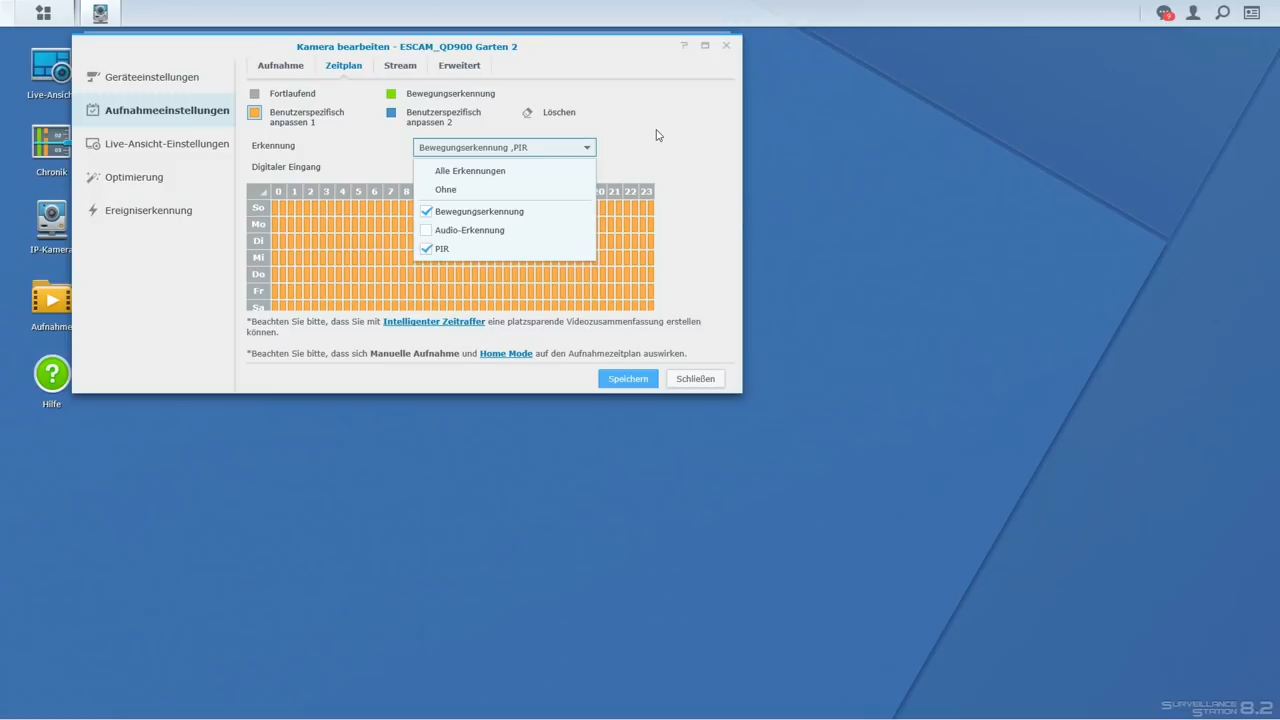 9
Kamera bearbeiten - ESCAM_QD900 Garten 2
?
Aufnahme Zeitplan Stream Erweitert
Geräteeinstellungen
Aufnahmeeinstellungen
Live-Ansicht-Einstellungen
Optimierung
Ereigniserkennung
Fortlaufend Bewegungserkennung
Benutzerspezifisch anpassen 1
Benutzerspezifisch anpassen 2
Löschen
Erkennung Bewegungserkennung ,PIR
Digitaler Eingang
Alle Erkennungen
Ohne
Bewegungserkennung
Audio-Erkennung
PIR
0 1 2 3 4 5 6 7 8 20 21 22 23
So
Mo
Di
Mi
Do
Fr
Sa
*Beachten Sie bitte, dass Sie mit Intelligenter Zeitraffer eine platzsparende Videozusammenfassung erstellen
können.
*Beachten Sie bitte, dass sich Manuelle Aufnahme und Home Mode auf den Aufnahmezeitplan auswirken.
Speichern Schließen
Live-Ansich
Chronik
IP-Kamera
Aufnahme
?
Hilfe
SURVEILLANCE
STATION 8.2